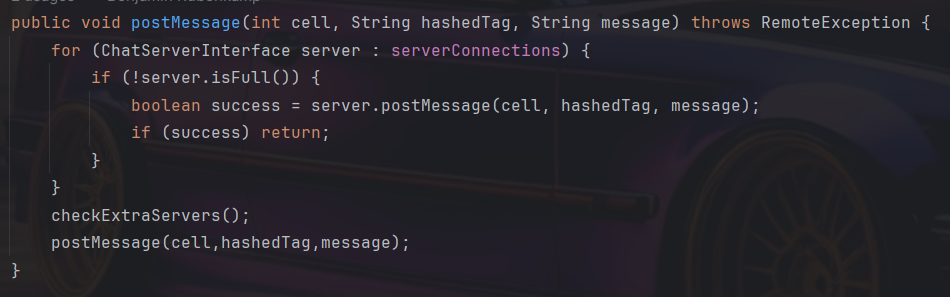 public void postMessage(int cell, String hashedTag, String message) throws RemoteException {
    for (ChatServerInterface server : serverConnections) {
        if (!server.isFull()) {
            boolean success = server.postMessage(cell, hashedTag, message);
            if (success) return;
        }
    }
    checkExtraServers();
    postMessage(cell,hashedTag,message);
}